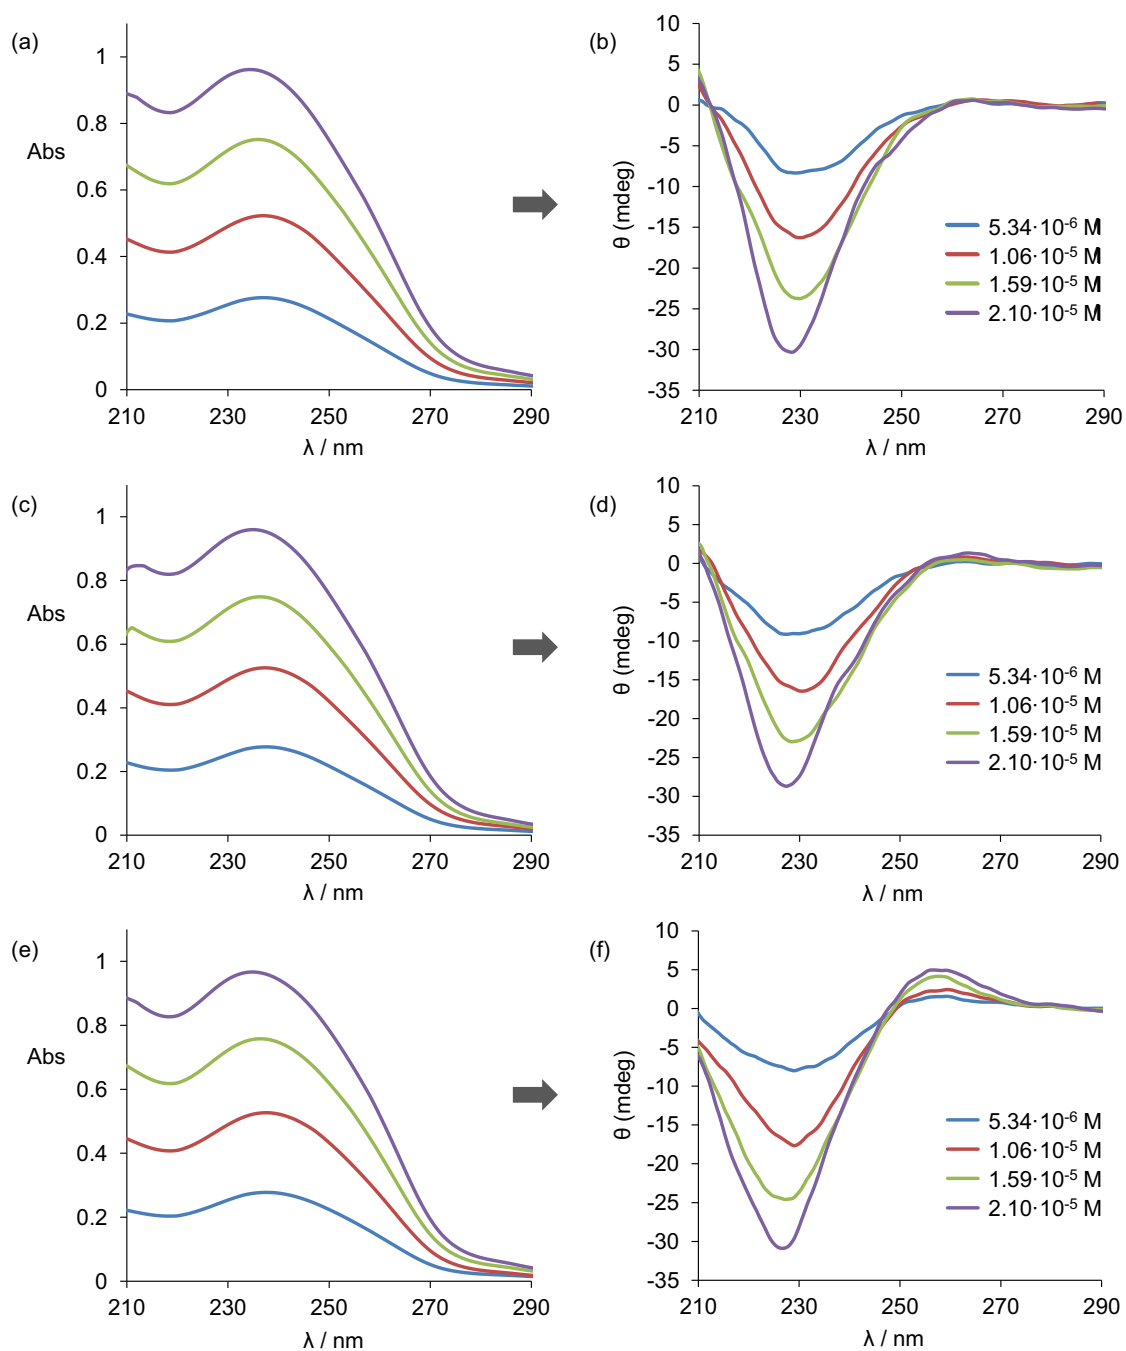 (a)
1
0.8
Abs
0.6
0.4
0.2
0
210 230 250 270 290
λ / nm
(b)
10
5
0
-5
-10
-15
-20
-25
-30
-35
θ (mdeg)
5.34·10-6 M
1.06·10-5 M
1.59·10-5 M
2.10·10-5 M
210 230 250 270 290
λ / nm
(c)
1
0.8
Abs
0.6
0.4
0.2
0
210 230 250 270 290
λ / nm
(d)
10
5
0
-5
-10
-15
-20
-25
-30
-35
θ (mdeg)
5.34·10-6 M
1.06·10-5 M
1.59·10-5 M
2.10·10-5 M
210 230 250 270 290
λ / nm
(e)
1
0.8
Abs
0.6
0.4
0.2
0
210 230 250 270 290
λ / nm
(f)
10
5
0
-5
-10
-15
-20
-25
-30
-35
θ (mdeg)
5.34·10-6 M
1.06·10-5 M
1.59·10-5 M
2.10·10-5 M
210 230 250 270 290
λ / nm